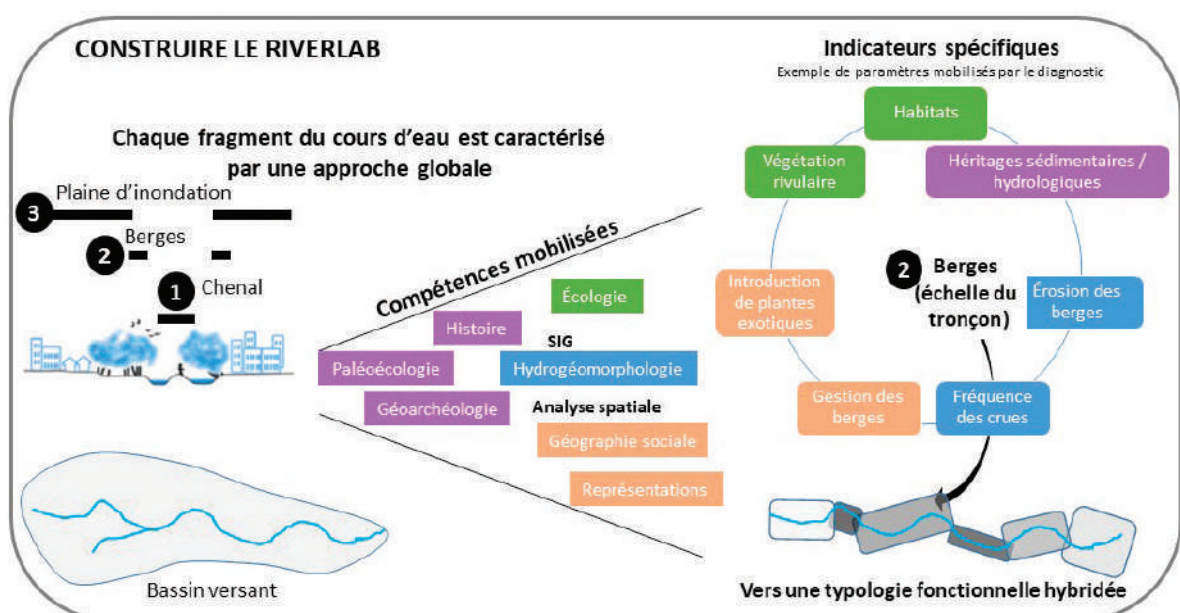 CONSTRUIRE LE RIVERLAB
Chaque fragment du cours d'eau est caractérisé
par une approche globale
3 Plaine d'inondation
2 Berges
1 Chenal
Bassin versant
Compétences mobilisées
Écologie
Histoire
SIG
Paléoécologie
Hydrogéomorphologie
Géoarchéologie
Analyse spatiale
Géographie sociale
Représentations
Indicateurs spécifiques
Exemple de paramètres mobilisés par le diagnostic
Habitats
Végétation
rivulaire
Héritages sédimentaires /
hydrologiques
Introduction
de plantes
exotiques
2 Berges
(échelle du
tronçon)
Érosion des
berges
Gestion des
berges
Fréquence
des crues
Vers une typologie fonctionnelle hybridée